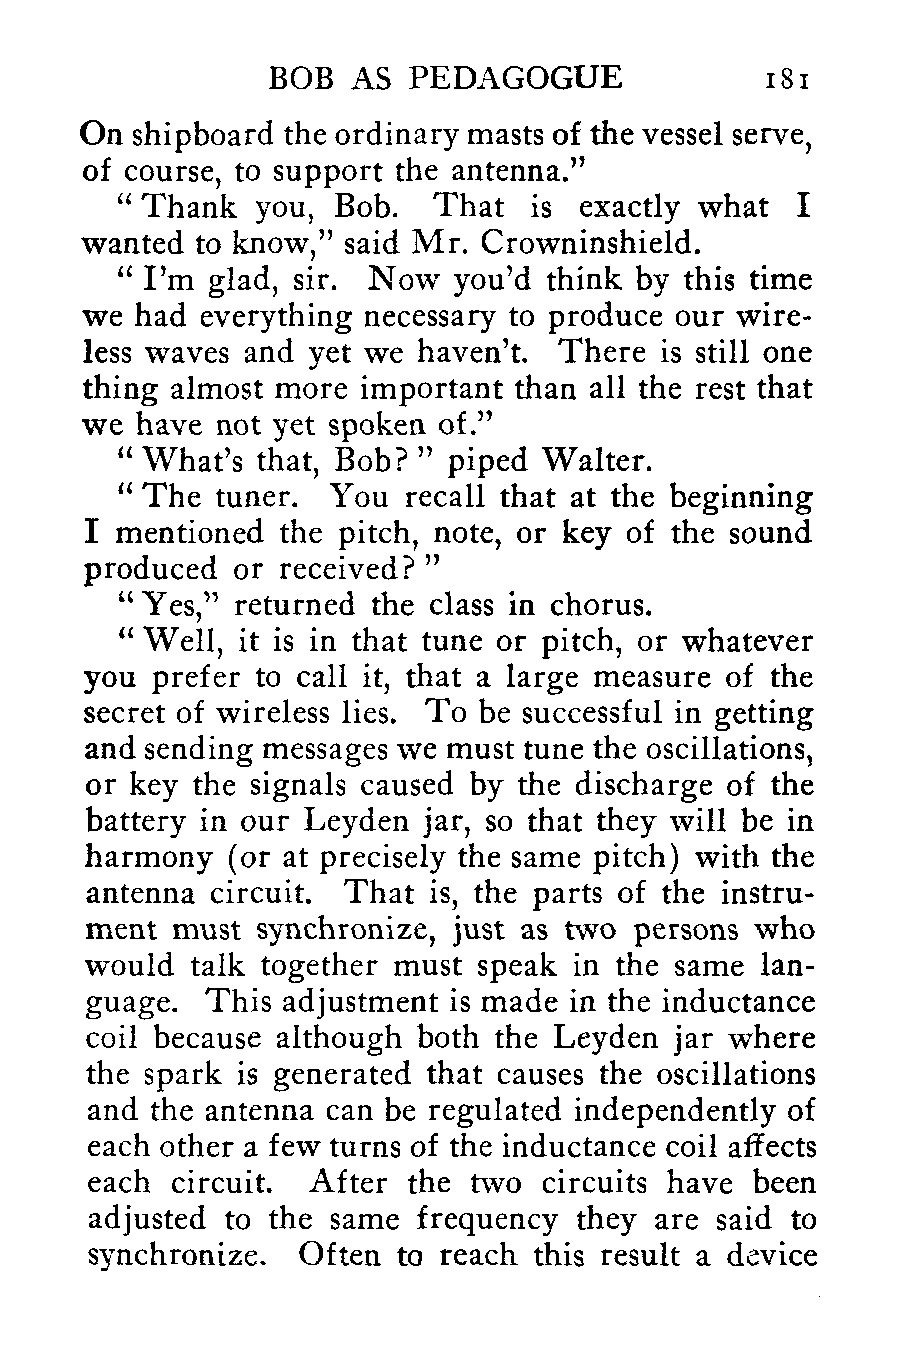 BOB AS PEDAGOGUE 181
On shipboard the ordinary masts of the vessel serve,
of course, to support the antenna."
" Thank you, Bob. That is exactly what I
wanted to know," said Mr. Crowninshield.
" I'm glad, sir. Now you'd think by this time
we had everything necessary to produce our wire-
less waves and yet we haven't. There is still one
thing almost more important than all the rest that
we have not yet spoken of."
" What's that, Bob? " piped Walter.
" The tuner. You recall that at the beginning
I mentioned the pitch, note, or key of the sound
produced or received? "
" Yes," returned the class in chorus.
" Well, it is in that tune or pitch, or whatever
you prefer to call it, that a large measure of the
secret of wireless lies. To be successful in getting
and sending messages we must tune the oscillations,
or key the signals caused by the discharge of the
battery in our Leyden jar, so that they will be in
harmony (or at precisely the same pitch) with the
antenna circuit. That is, the parts of the instru-
ment must synchronize, just as two persons who
would talk together must speak in the same lan-
guage. This adjustment is made in the inductance
coil because although both the Leyden jar where
the spark is generated that causes the oscillations
and the antenna can be regulated independently of
each other a few turns of the inductance coil affects
each circuit. After the two circuits have been
adjusted to the same frequency they are said to
synchronize. Often to reach this result a device